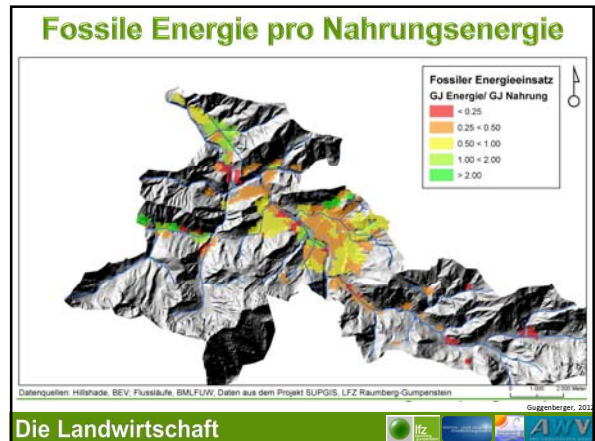 Fossile Energie pro Nahrungsenergie
Fossiler Energieeinsatz
GJ Energie/ GJ Nahrung
< 0.25
0.25 < 0.50
0.50 < 1.00
1.00 < 2.00
> 2.00
Datenquellen: Hillshade, BEV; Flussläufe, BMLFUW; Daten aus dem Projekt SUPGIS, LFZ Raumberg-Gumpenstein
Guggenberger, 2012
Die Landwirtschaft
lfz
AWV